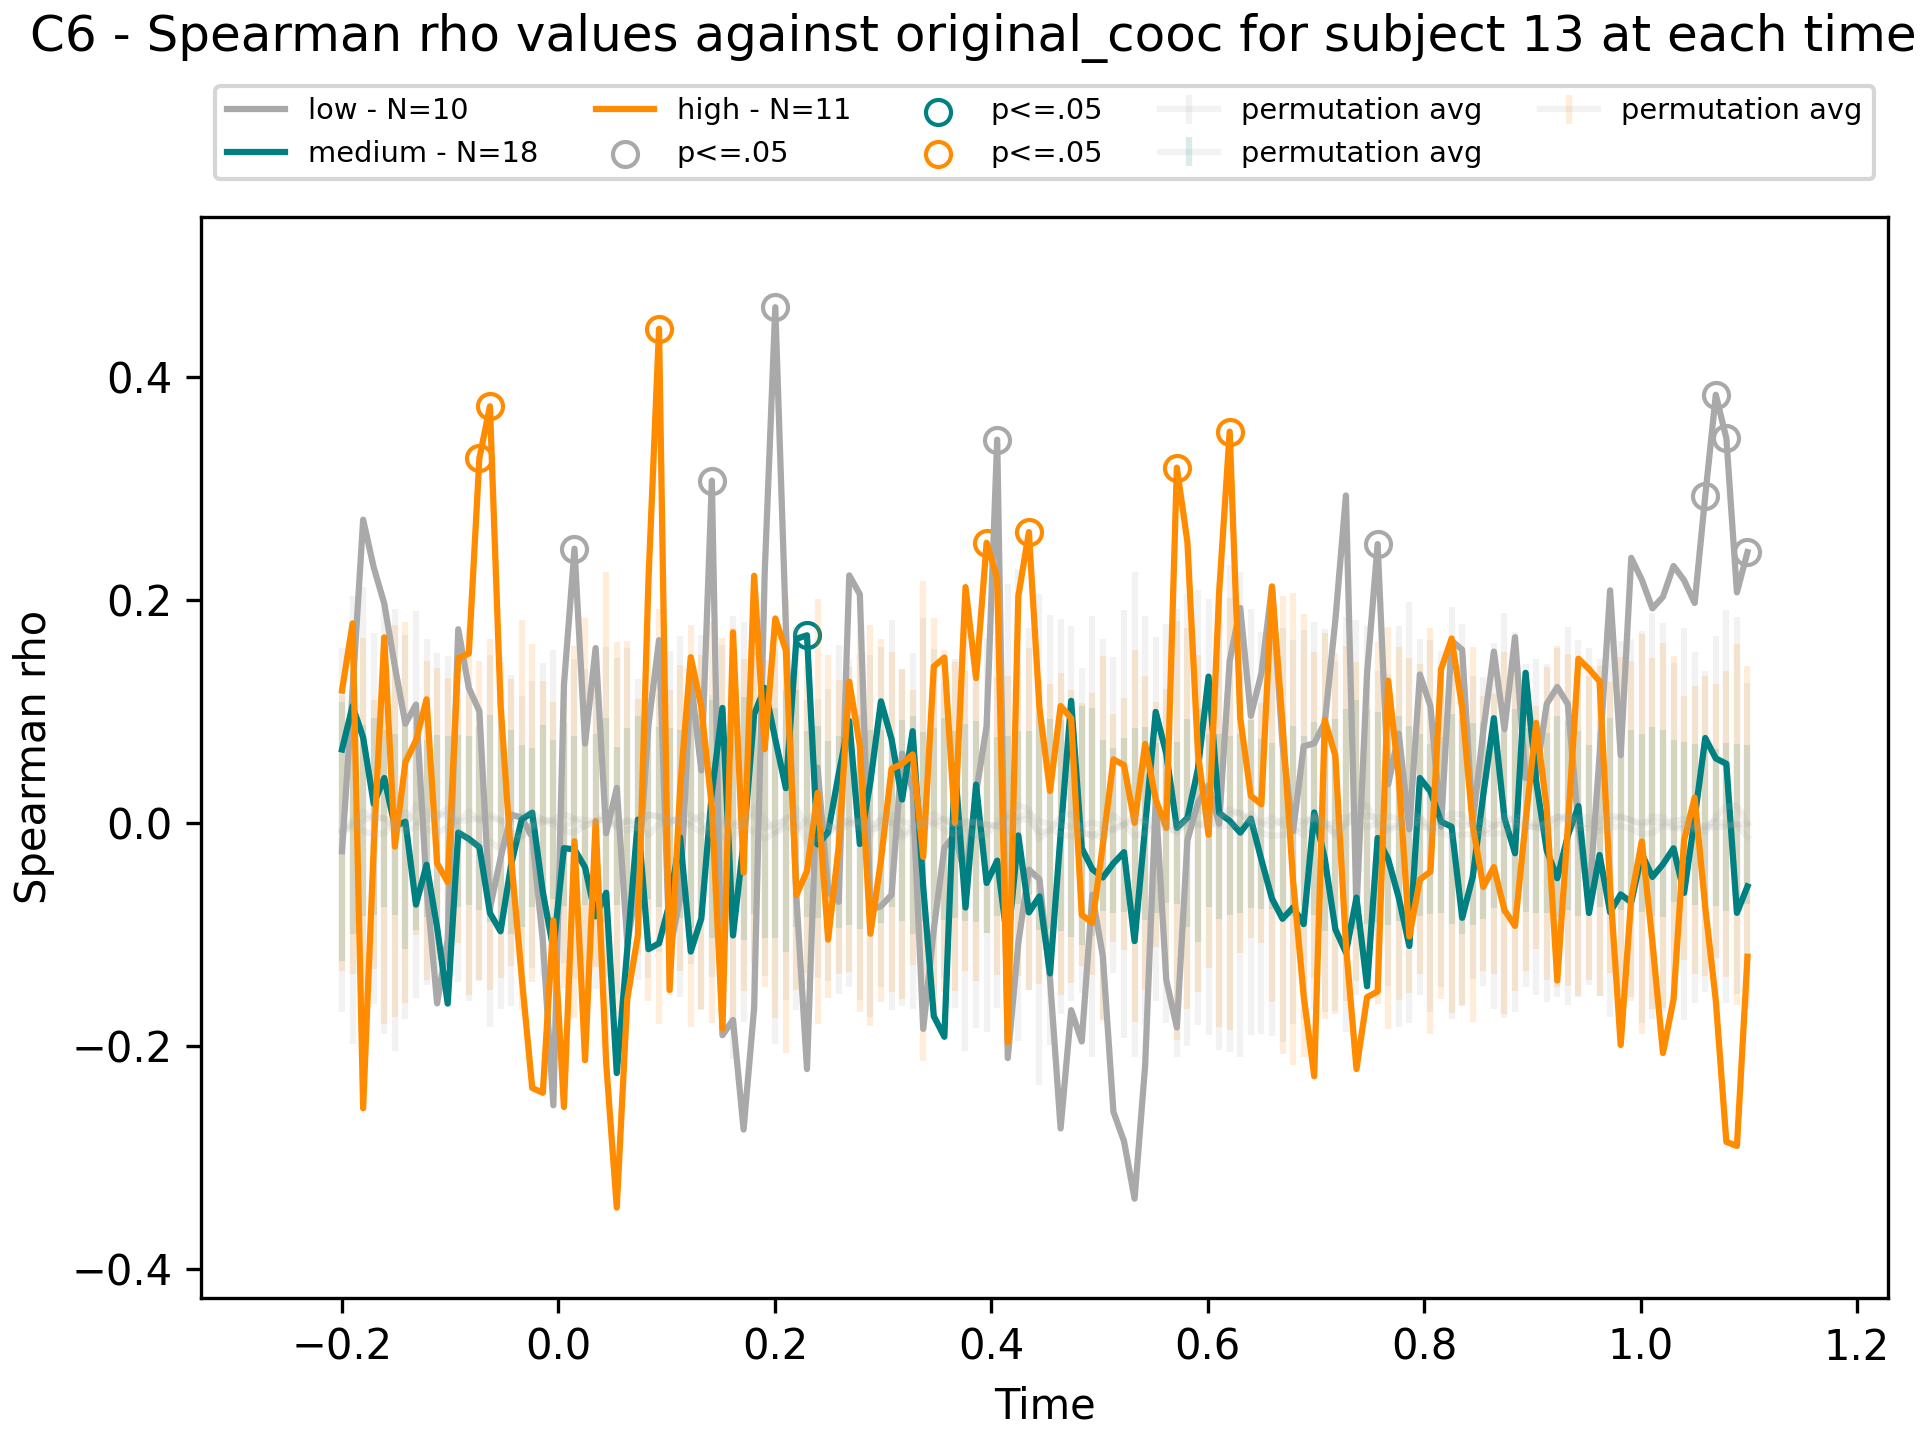 C6 - Spearman rho values against original_cooc for subject 13 at each time
low - N=10 high - N=11 p<=.05 permutation avg permutation avg
medium - N=18 p<=.05 p<=.05 permutation avg
Spearman rho
0.4
0.2
0.0
−0.2
−0.4
−0.2 0.0 0.2 0.4 0.6 0.8 1.0 1.2
Time